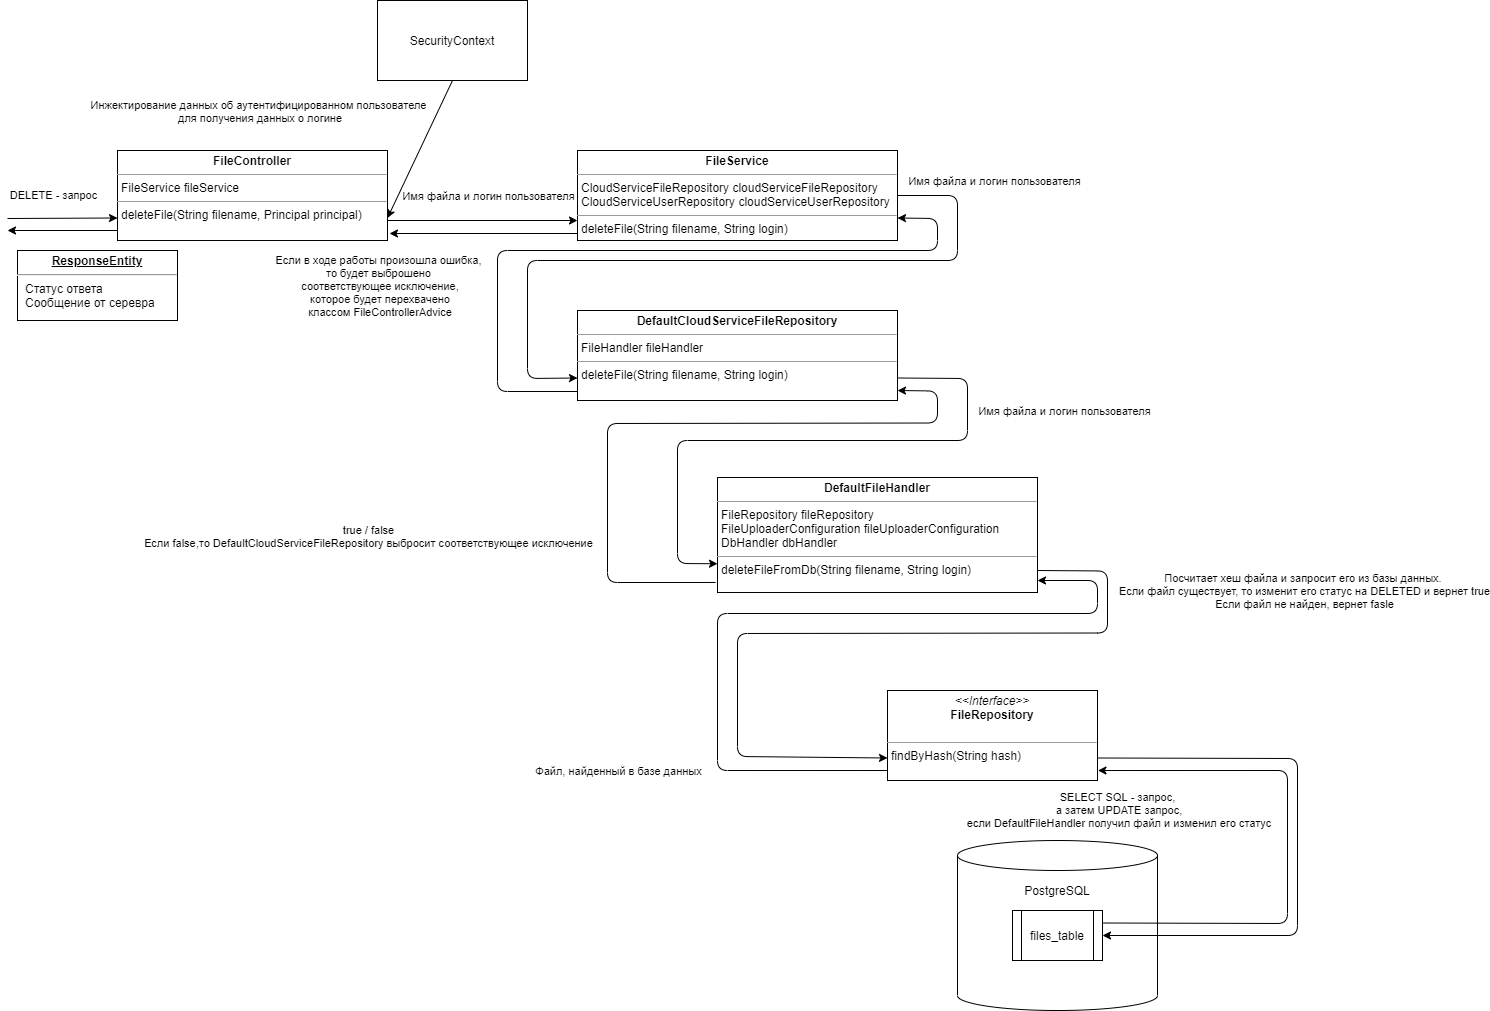 SecurityContext
Инжектирование данных об аутентифицированном пользователе
для получения данных о логине
FileController
FileService fileService
deleteFile(String filename, Principal principal)
DELETE - запрос
ResponseEntity
Статус ответа
Сообщение от серевра
Имя файла и логин пользователя
FileService
CloudServiceFileRepository cloudServiceFileRepository
CloudServiceUserRepository cloudServiceUserRepository
deleteFile(String filename, String login)
Имя файла и логин пользователя
Если в ходе работы произошла ошибка,
то будет выброшено
соответствующее исключение,
которое будет перехвачено
классом FileControllerAdvice
DefaultCloudServiceFileRepository
FileHandler fileHandler
deleteFile(String filename, String login)
Имя файла и логин пользователя
true / false
Если false,то DefaultCloudServiceFileRepository выбросит соответствующее исключение
DefaultFileHandler
FileRepository fileRepository
FileUploaderConfiguration fileUploaderConfiguration
DbHandler dbHandler
deleteFileFromDb(String filename, String login)
Посчитает хеш файла и запросит его из базы данных.
Если файл существует, то изменит его статус на DELETED и вернет true
Если файл не найден, вернет fasle
<<Interface>>
FileRepository
findByHash(String hash)
Файл, найденный в базе данных
SELECT SQL - запрос,
а затем UPDATE запрос,
если DefaultFileHandler получил файл и изменил его статус
PostgreSQL
files_table